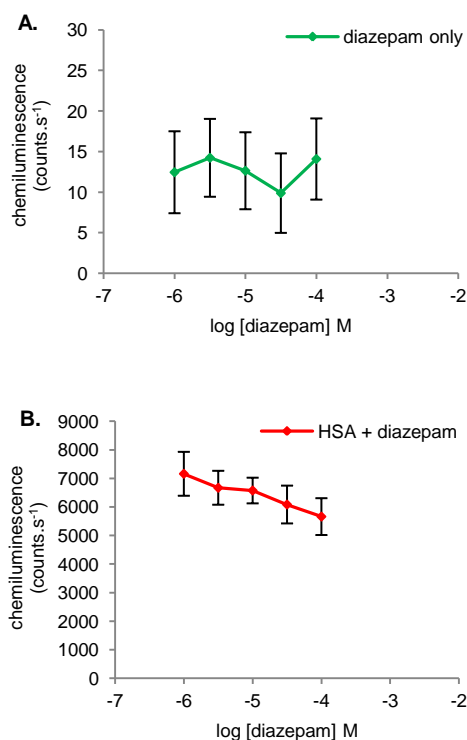 A.
diazepam only
chemiluminescence
(counts.s-1)
30
25
20
15
10
5
0
-7 -6 -5 -4 -3 -2
log [diazepam] M
B.
HSA + diazepam
chemiluminescence
(counts.s-1)
9000
8000
7000
6000
5000
4000
3000
2000
1000
0
-7 -6 -5 -4 -3 -2
log [diazepam] M